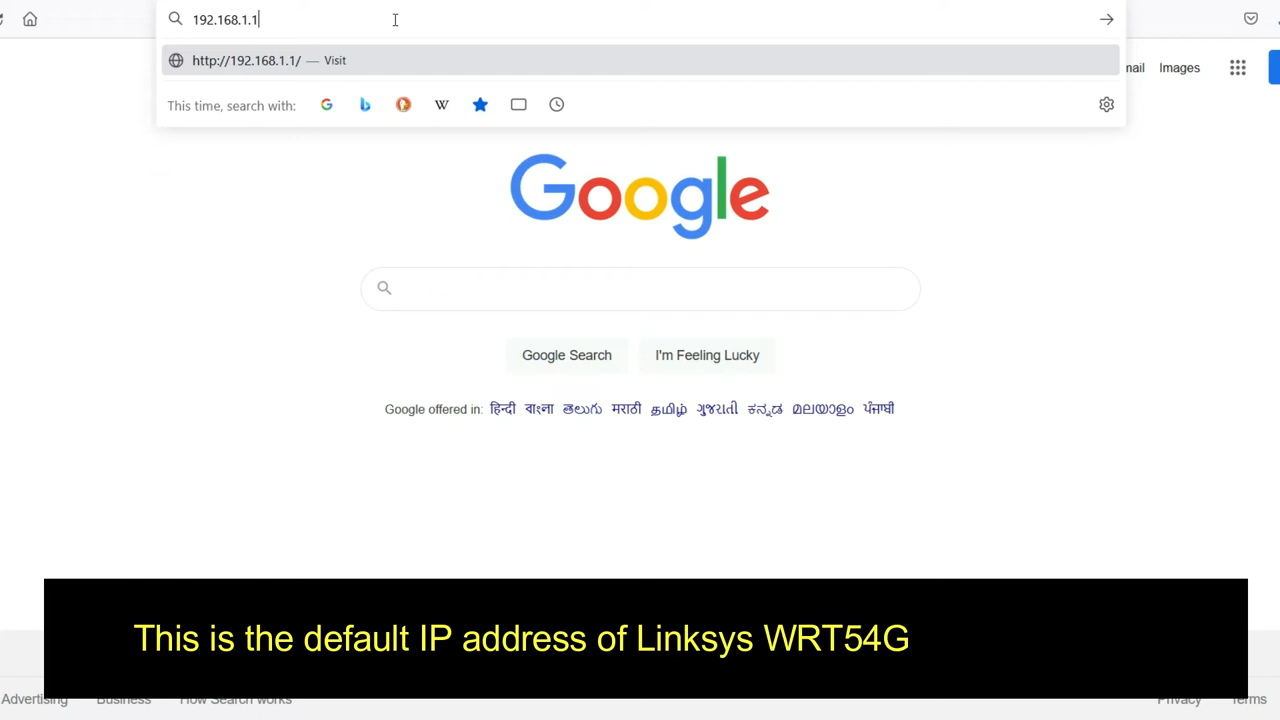 192.168.1.1
http://192.168.1.1/ — Visit
This time, search with:
W
mail Images
Google
Google Search I'm Feeling Lucky
Google offered in: हिन्दी বাংলা తెలుగు मराठी தமிழ் ગુજરાતી ಕನ್ನಡ മലയാളം ਪੰਜਾਬੀ
This is the default IP address of Linksys WRT54G
Advertising Business How Search works Privacy Terms